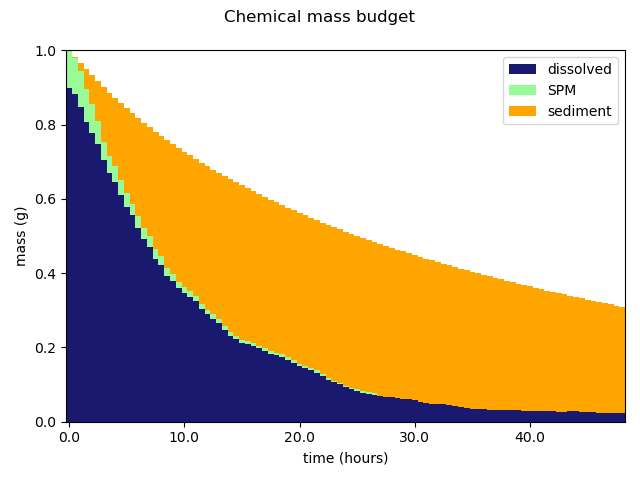 Chemical mass budget
1.0
0.8
0.6
0.4
0.2
0.0
mass (g)
dissolved
SPM
sediment
0.0 10.0 20.0 30.0 40.0
time (hours)